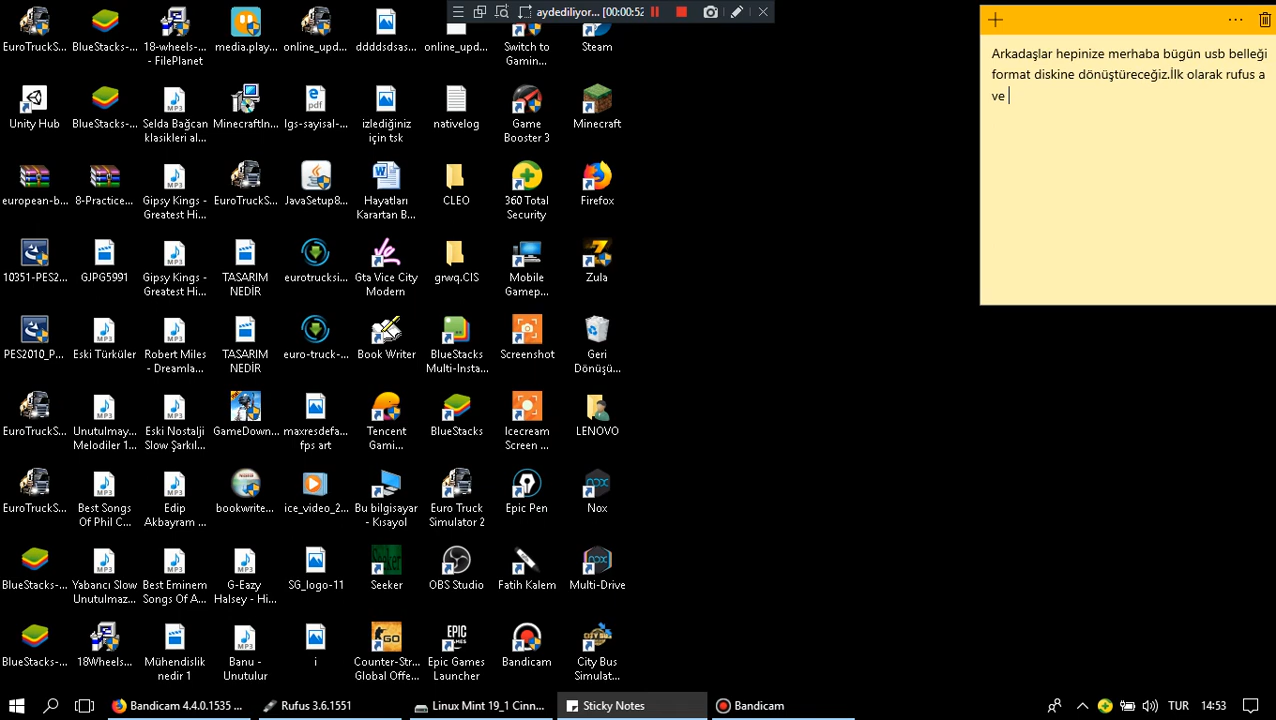 aydediliyor... [00:00:52]
EuroTruckS...
BlueStacks-...
18-wheels-... - FilePlanet
media.play...
online_upd...
ddddsdsas...
online_upd...
Switch to Gaming...
Steam
Unity Hub
BlueStacks-...
Selda Bağcan klasikleri al...
MinecraftIn...
lgs-sayisal-...
izlediğiniz için tsk
nativelog
Game Booster 3
Minecraft
european-b...
8-Practice...
Gipsy Kings - Greatest Hi...
EuroTruckS...
JavaSetup8...
Hayatları Karartan B...
CLEO
360 Total Security
Firefox
10351-PES2...
GJPG5991
Gipsy Kings - Greatest Hi...
TASARIM NEDİR
eurotrucksi...
Gta Vice City Modern
grwq.CIS
Mobile Gamep...
Zula
PES2010_P...
Eski Türküler
Robert Miles - Dreamla...
TASARIM NEDİR
euro-truck-...
Book Writer
BlueStacks Multi-Insta...
Screenshot
Geri Dönüşü...
EuroTruckS...
Unutulmay... Melodiler 1...
Eski Nostalji Slow Şarkıl...
GameDown...
maxresdefa... fps art
Tencent Gami...
BlueStacks
Icecream Screen ...
LENOVO
EuroTruckS...
Best Songs Of Phil C...
Edip Akbayram ...
bookwrite...
ice_video_2...
Bu bilgisayar - Kısayol
Euro Truck Simulator 2
Epic Pen
Nox
BlueStacks-...
Yabancı Slow Unutulmaz...
Best Eminem Songs Of A...
G-Eazy Halsey - Hi...
SG_logo-11
Seeker
OBS Studio
Fatih Kalem
Multi-Drive
BlueStacks-...
18Wheels...
Mühendislik nedir 1
Banu - Unutulur
i
Counter-Str... Global Offe...
Epic Games Launcher
Bandicam
City Bus Simulat...
Arkadaşlar hepinize merhaba bügün usb belleği
format diskine dönüştüreceğiz.İlk olarak rufus a
ve
Bandicam 4.4.0.1535 ...
Rufus 3.6.1551
Linux Mint 19_1 Cinn...
Sticky Notes
Bandicam
TUR
14:53